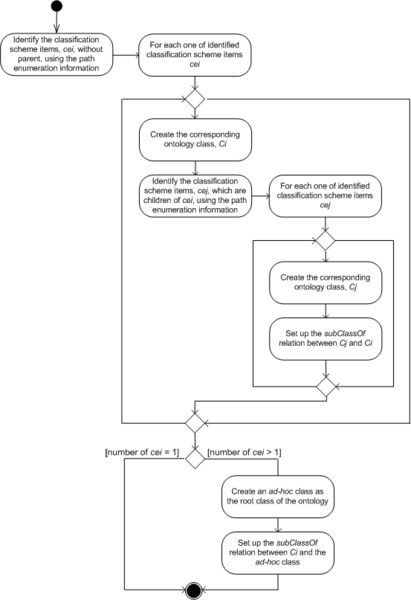 Identify the classification
scheme items, cei, without
parent, using the path
enumeration information
For each one of identified
classification scheme items
cei
Create the corresponding
ontology class, Ci
Identify the classification
scheme items, cej, which are
children of cei, using the path
enumeration information
For each one of identified
classification scheme items
cej
Create the corresponding
ontology class, Cj
Set up the subClassOf
relation between Cj and Ci
[number of cei = 1]
[number of cei > 1]
Create an ad-hoc class as
the root class of the ontology
Set up the subClassOf
relation between Ci and the
ad-hoc class